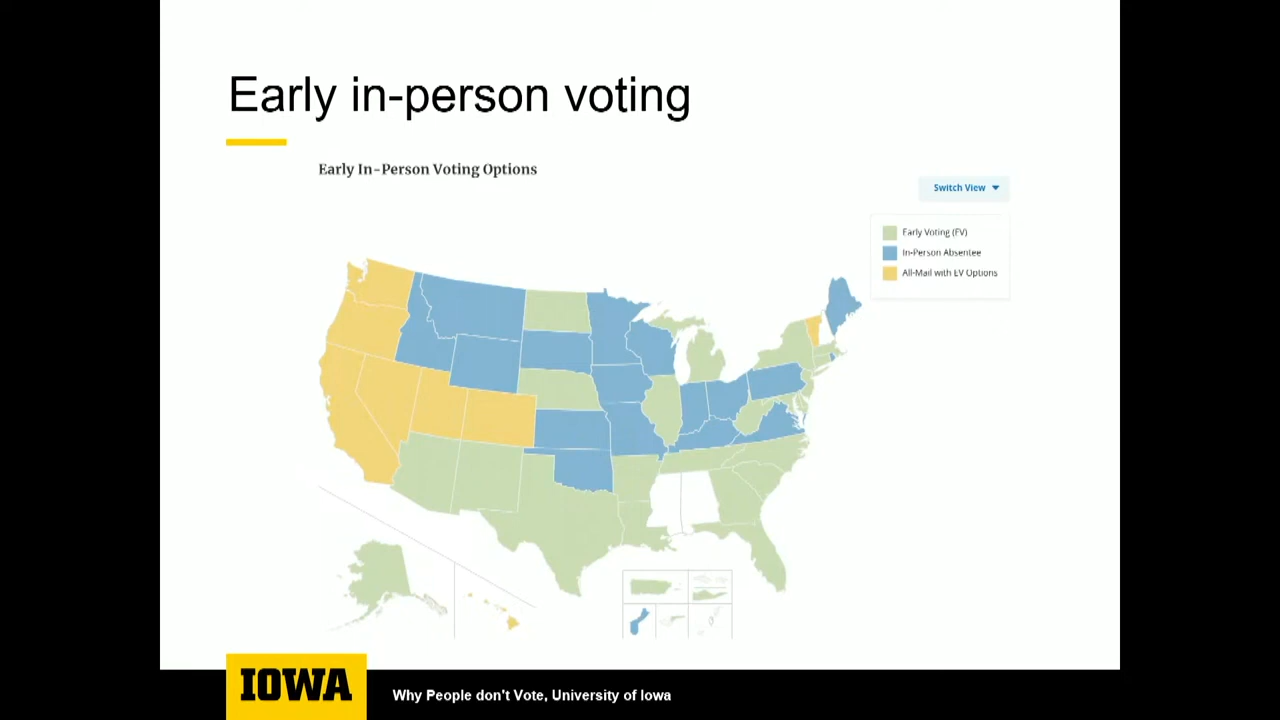 Early in-person voting
Early In-Person Voting Options
Switch View
Early Voting (EV)
In-Person Absentee
All-Mail with EV Options
IOWA
Why People don't Vote, University of Iowa